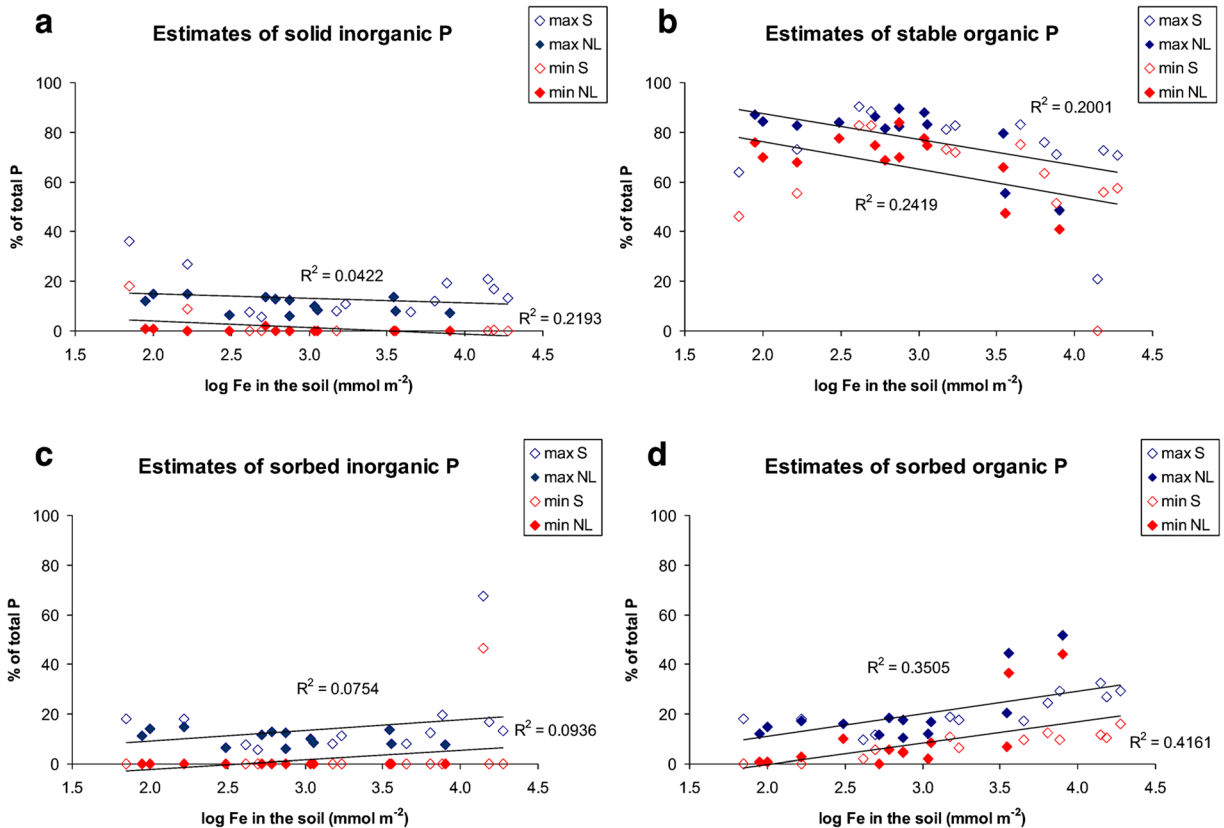 a
Estimates of solid inorganic P
max S
max NL
min S
min NL
100
80
60
40
20
0
% of total P
R2 = 0.0422
R2 = 0.2193
1.5 2.0 2.5 3.0 3.5 4.0 4.5
log Fe in the soil (mmol m-2)
b
Estimates of stable organic P
max S
max NL
min S
min NL
100
80
60
40
20
0
% of total P
R2 = 0.2001
R2 = 0.2419
1.5 2.0 2.5 3.0 3.5 4.0 4.5
log Fe in the soil (mmol m-2)
c
Estimates of sorbed inorganic P
max S
max NL
min S
min NL
100
80
60
40
20
0
% of total P
R2 = 0.0754
R2 = 0.0936
1.5 2.0 2.5 3.0 3.5 4.0 4.5
log Fe in the soil (mmol m-2)
d
Estimates of sorbed organic P
max S
max NL
min S
min NL
100
80
60
40
20
0
% of total P
R2 = 0.3505
R2 = 0.4161
1.5 2.0 2.5 3.0 3.5 4.0 4.5
log Fe in the soil (mmol m-2)